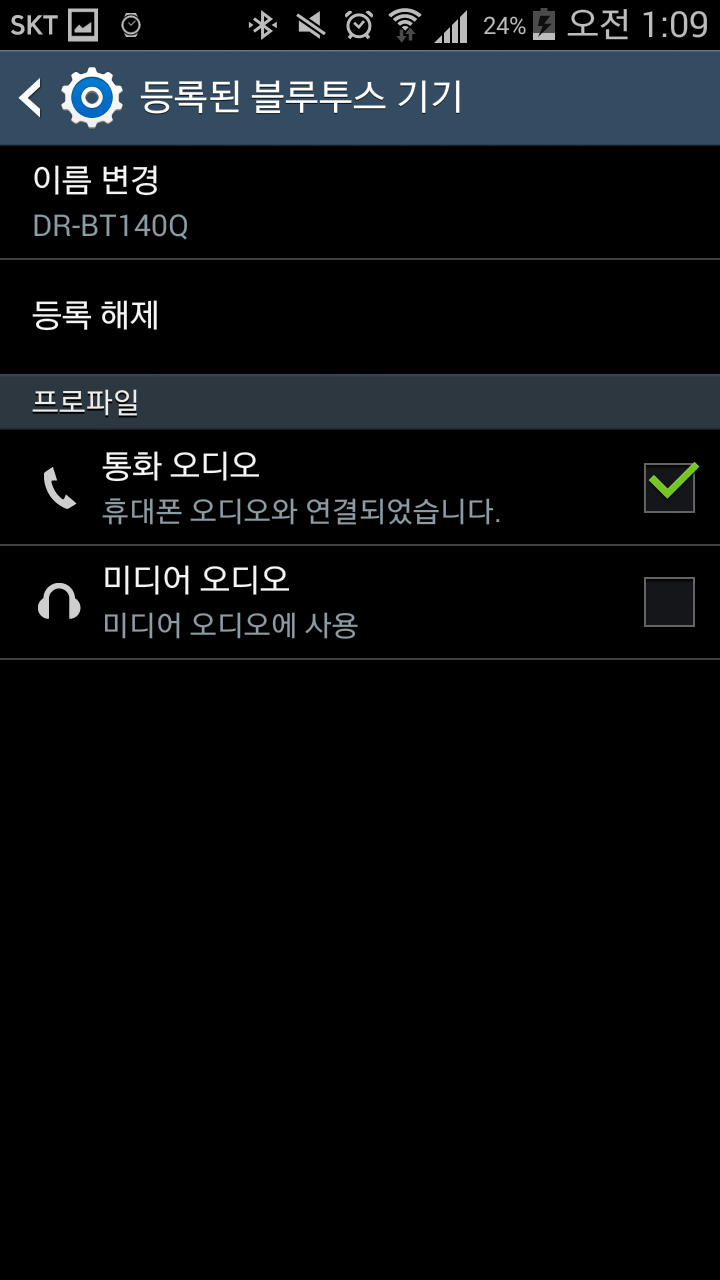 SKT 24% 오전 1:09
등록된 블루투스 기기
이름 변경
DR-BT140Q
등록 해제
프로파일
통화 오디오
휴대폰 오디오와 연결되었습니다.
미디어 오디오
미디어 오디오에 사용